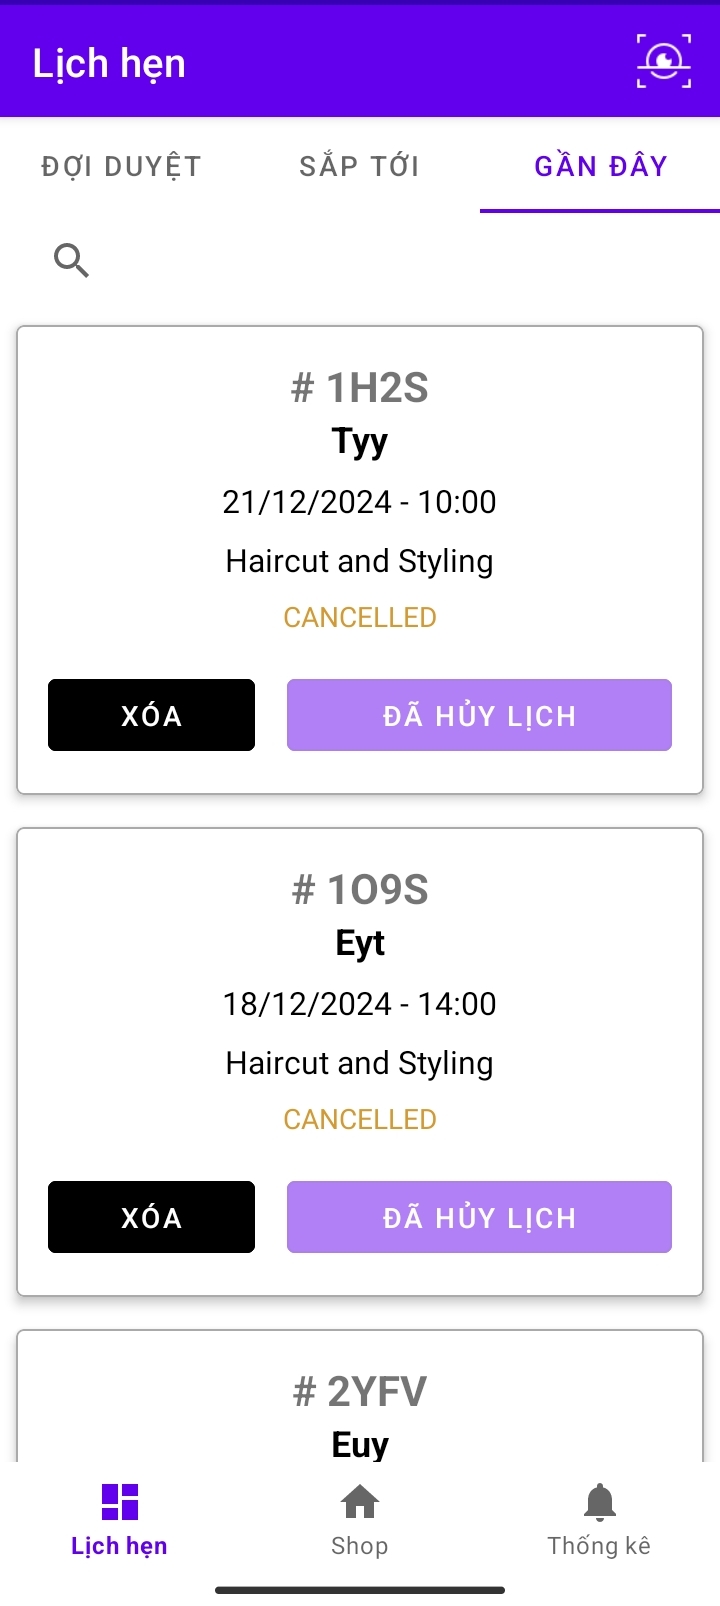 Lịch hẹn
ĐỢI DUYỆT SẮP TỚI GẦN ĐÂY
# 1H2S
Tyy
21/12/2024 - 10:00
Haircut and Styling
CANCELLED
XÓA ĐÃ HỦY LỊCH
# 1O9S
Eyt
18/12/2024 - 14:00
Haircut and Styling
CANCELLED
XÓA ĐÃ HỦY LỊCH
# 2YFV
Euy
Lịch hẹn Shop Thống kê